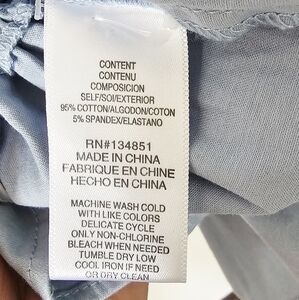 CONTENT
CONTENU
COMPOSICION
SELF/SOI/EXTERIOR
95% COTTON/ALGODON/COTON
5% SPANDEX/ELASTANO
RN#134851
MADE IN CHINA
FABRIQUE EN CHINE
HECHO EN CHINA
MACHINE WASH COLD
WITH LIKE COLORS
DELICATE CYCLE
ONLY NON-CHLORINE
BLEACH WHEN NEEDED
TUMBLE DRY LOW
COOL IRON IF NEED
OR DRY CLEAN